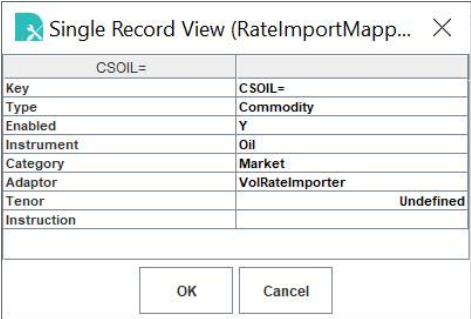 Single Record View (RateImportMapp...
CSOIL=
Key CSOIL=
Type Commodity
Enabled Y
Instrument Oil
Category Market
Adaptor VolRateImporter
Tenor Undefined
Instruction
OK Cancel